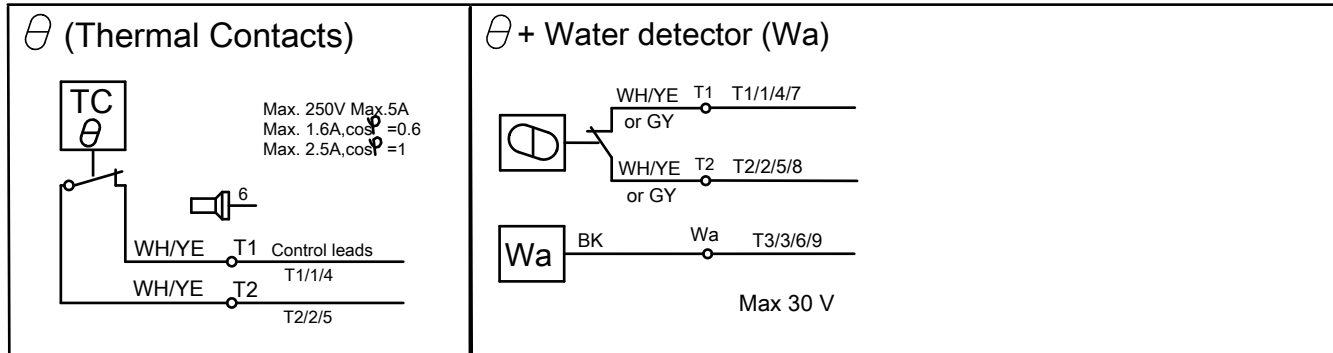 θ (Thermal Contacts)
TC
θ
Max. 250V Max.5A
Max. 1.6A,cosφ =0.6
Max. 2.5A,cosφ =1
6
WH/YE T1 Control leads
T1/1/4
WH/YE T2
T2/2/5
θ + Water detector (Wa)
WH/YE T1 T1/1/4/7
or GY
θ
WH/YE T2 T2/2/5/8
or GY
Wa BK Wa T3/3/6/9
Max 30 V